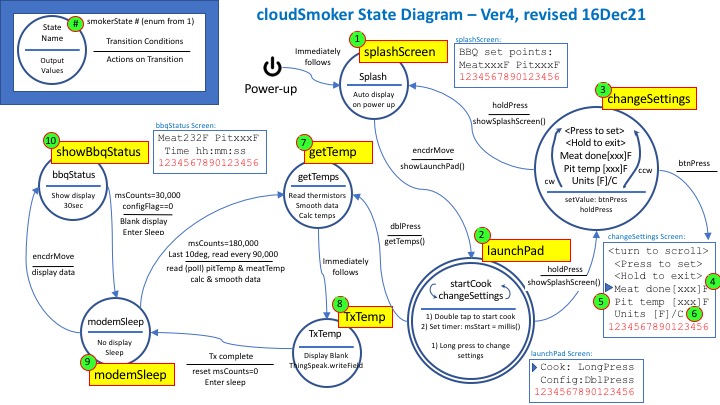 cloudSmoker State Diagram – Ver4, revised 16Dec21
State
Name
#
Output
Values
smokerState # (enum from 1)
Transition Conditions
Actions on Transition
Power-up
Immediately
follows
1
splashScreen
Splash
Auto display
on power up
splashScreen:
BBQ set points:
MeatxxxF PitxxxF
1234567890123456
holdPress
showSplashScreen()
3
changeSettings
<Press to set>
<Hold to exit>
Meat done[xxx]F
Pit temp [xxx]F
Units [F]/C
cw
ccw
setValue: btnPress
holdPress
btnPress
changeSettings Screen:
<turn to scroll>
<Press to set>
<Hold to exit>
Meat done[xxx]F
4
5
Pit temp [xxx]F
Units [F]/C
6
1234567890123456
encdrMove
showLaunchPad()
10
showBbqStatus
bbqStatus
Show display
30sec
bbqStatus Screen:
Meat232F PitxxxF
Time hh:mm:ss
1234567890123456
7
getTemp
getTemps
Read thermistors
Smooth data
Calc temps
msCounts=30,000
configFlag==0
Blank display
Enter Sleep
encdrMove
display data
msCounts=180,000
Last 10deg, read every 90,000
read (poll) pitTemp & meatTemp
calc & smooth data
dblPress
getTemps()
Immediately
follows
2
launchPad
startCook
changeSettings
1) Double tap to start cook
2) Set timer: msStart = millis()
1) Long press to change
settings
holdPress
showSplashScreen()
launchPad Screen:
Cook: LongPress
Config:DblPress
1234567890123456
8
TxTemp
TxTemp
Display Blank
ThingSpeak.writeField
Tx complete
reset msCounts=0
Enter sleep
modemSleep
No display
Sleep
9
modemSleep